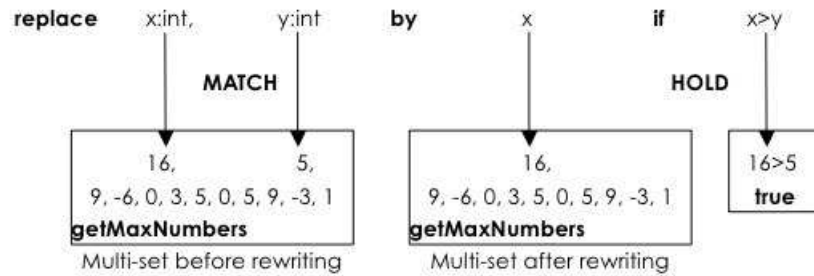 replace x:int, y:int by x if x>y
MATCH HOLD
16, 5, 16, 16>5
9, -6, 0, 3, 5, 0, 5, 9, -3, 1 9, -6, 0, 3, 5, 0, 5, 9, -3, 1 true
getMaxNumbers getMaxNumbers
Multi-set before rewriting Multi-set after rewriting